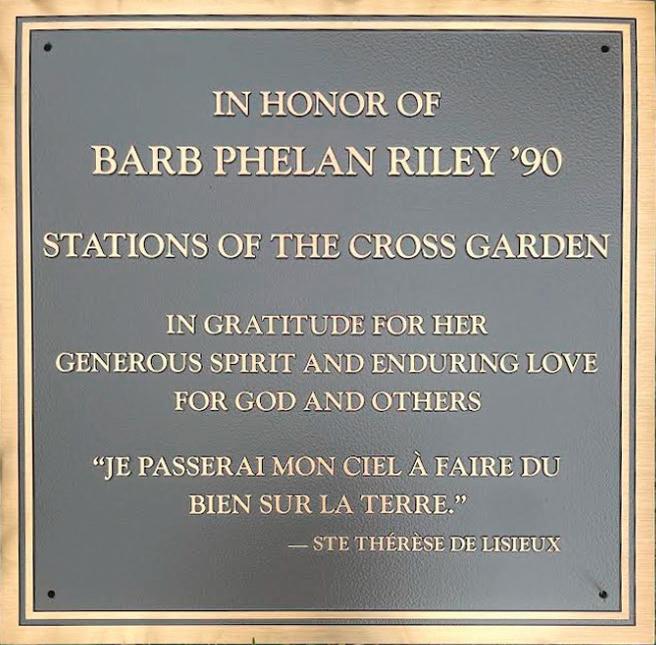 IN HONOR OF
BARB PHELAN RILEY ’90
STATIONS OF THE CROSS GARDEN
IN GRATITUDE FOR HER
GENEROUS SPIRIT AND ENDURING LOVE
FOR GOD AND OTHERS
“JE PASSERAI MON CIEL À FAIRE DU
BIEN SUR LA TERRE.”
— STE THÉRÈSE DE LISIEUX